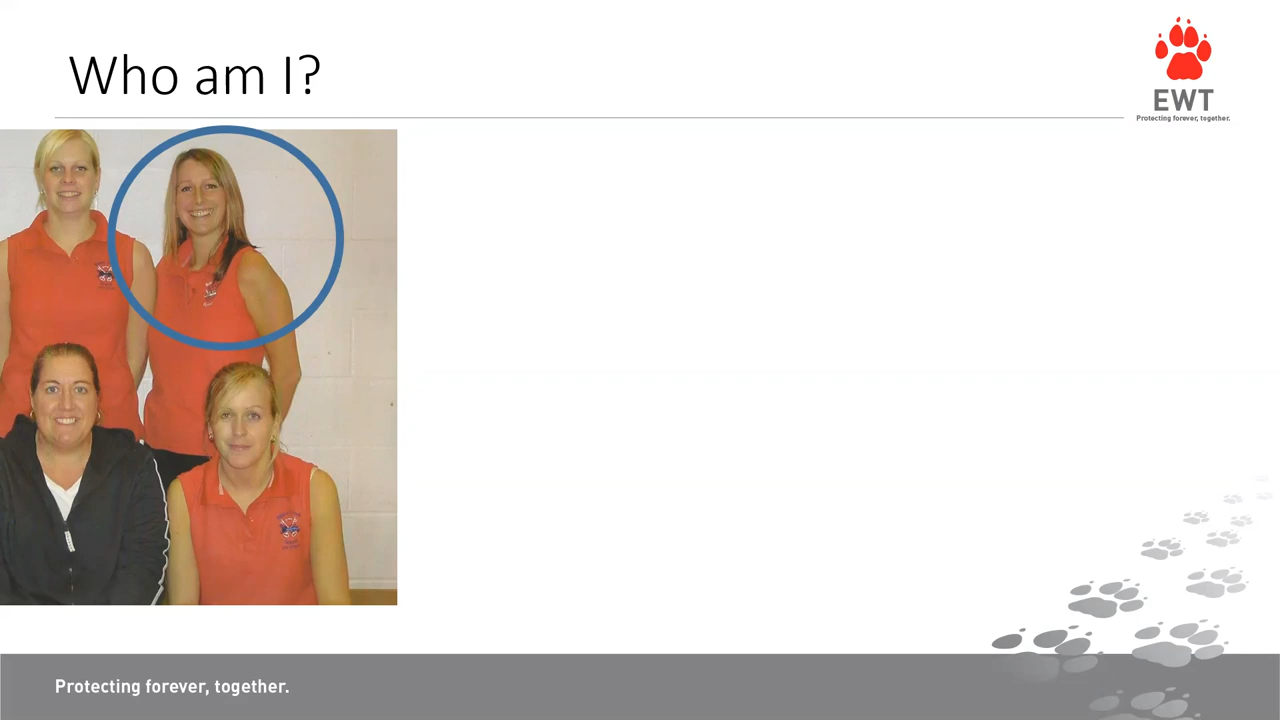 Who am I?
EWT
Protecting forever, together.
Protecting forever, together.